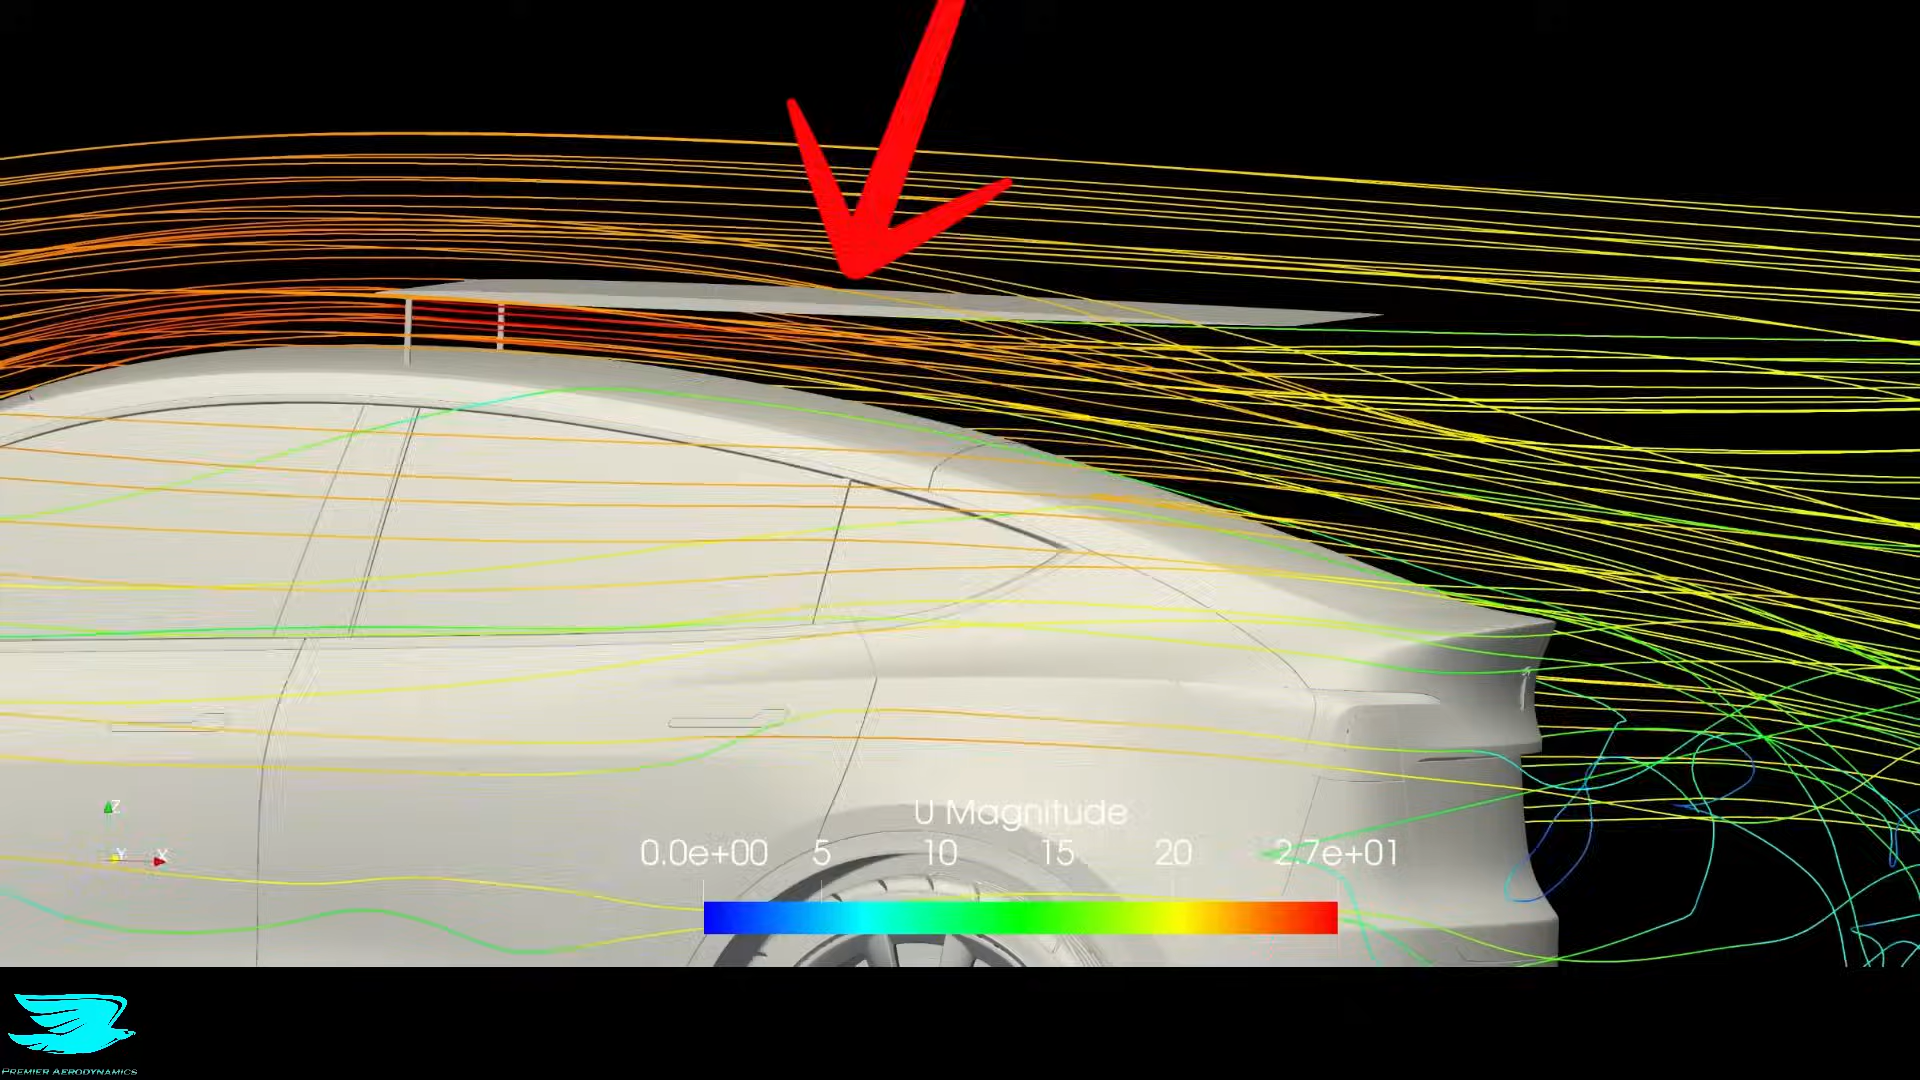 U Magnitude
0.0e+00 5 10 15 20 2.7e+01
Z
Y X
PREMIER AERODYNAMICS